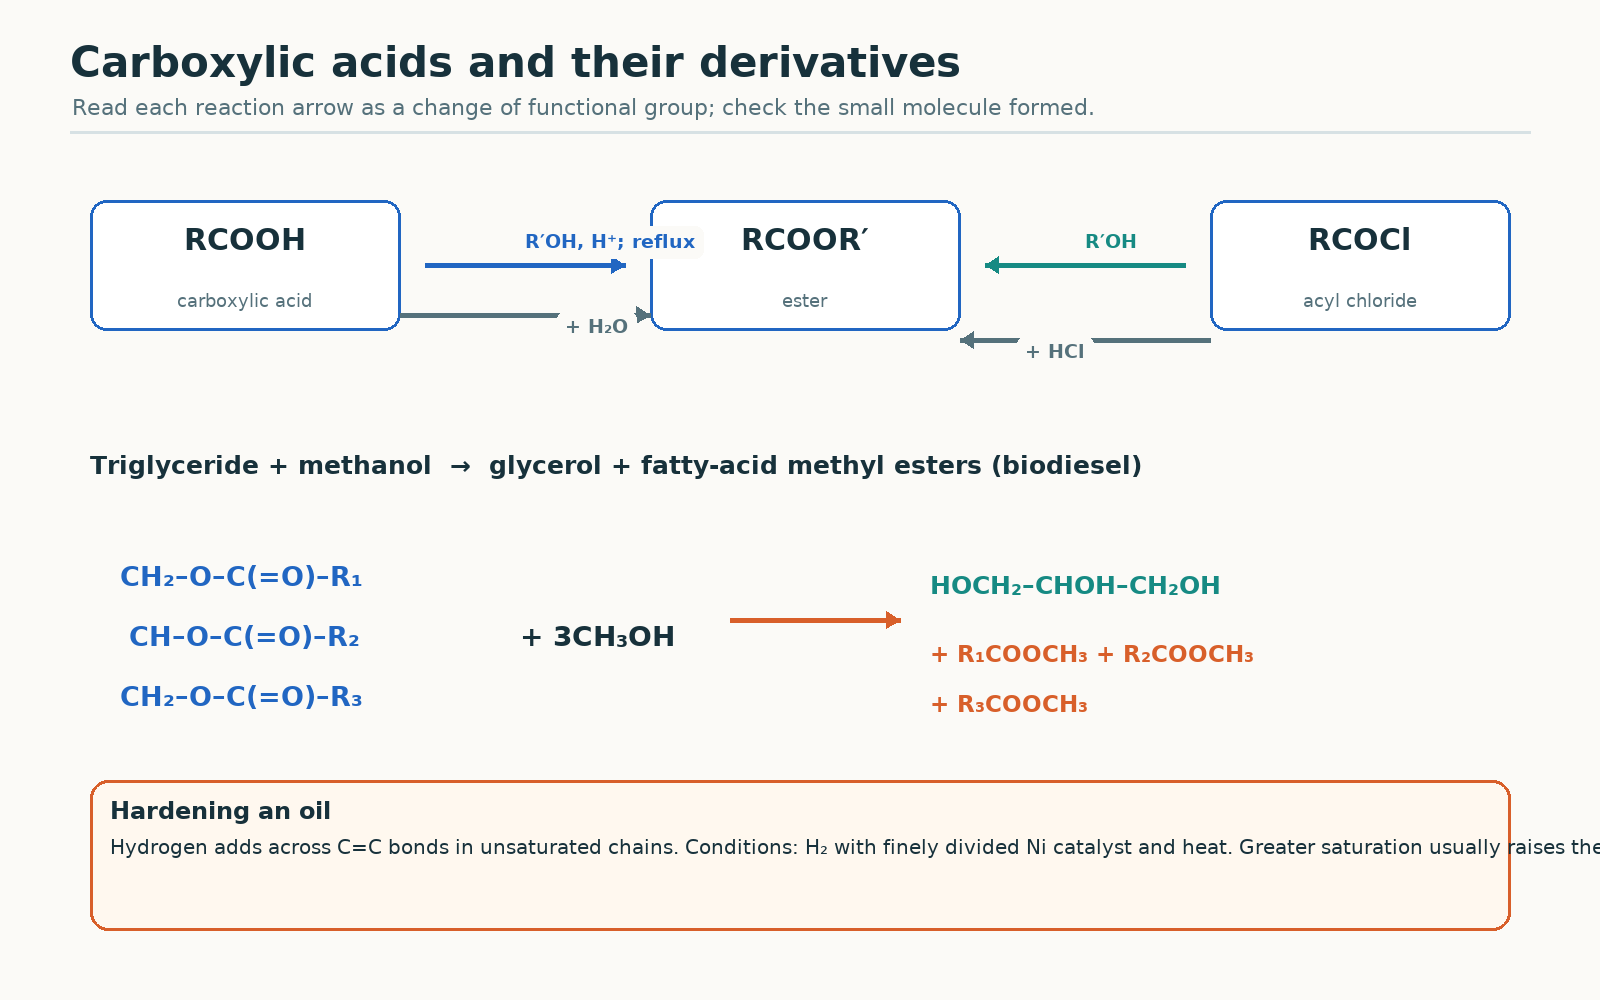 Carboxylic acids and their derivatives
Read each reaction arrow as a change of functional group; check the small molecule formed.
RCOOH
carboxylic acid
R′OH, H⁺; reflux
+ H₂O
RCOOR′
ester
R′OH
+ HCl
RCOCl
acyl chloride
Triglyceride + methanol → glycerol + fatty-acid methyl esters (biodiesel)
CH₂–O–C(=O)–R₁
CH–O–C(=O)–R₂
CH₂–O–C(=O)–R₃
+ 3CH₃OH
HOCH₂–CHOH–CH₂OH
+ R₁COOCH₃ + R₂COOCH₃
+ R₃COOCH₃
Hardening an oil
Hydrogen adds across C=C bonds in unsaturated chains. Conditions: H₂ with finely divided Ni catalyst and heat. Greater saturation usually raises the